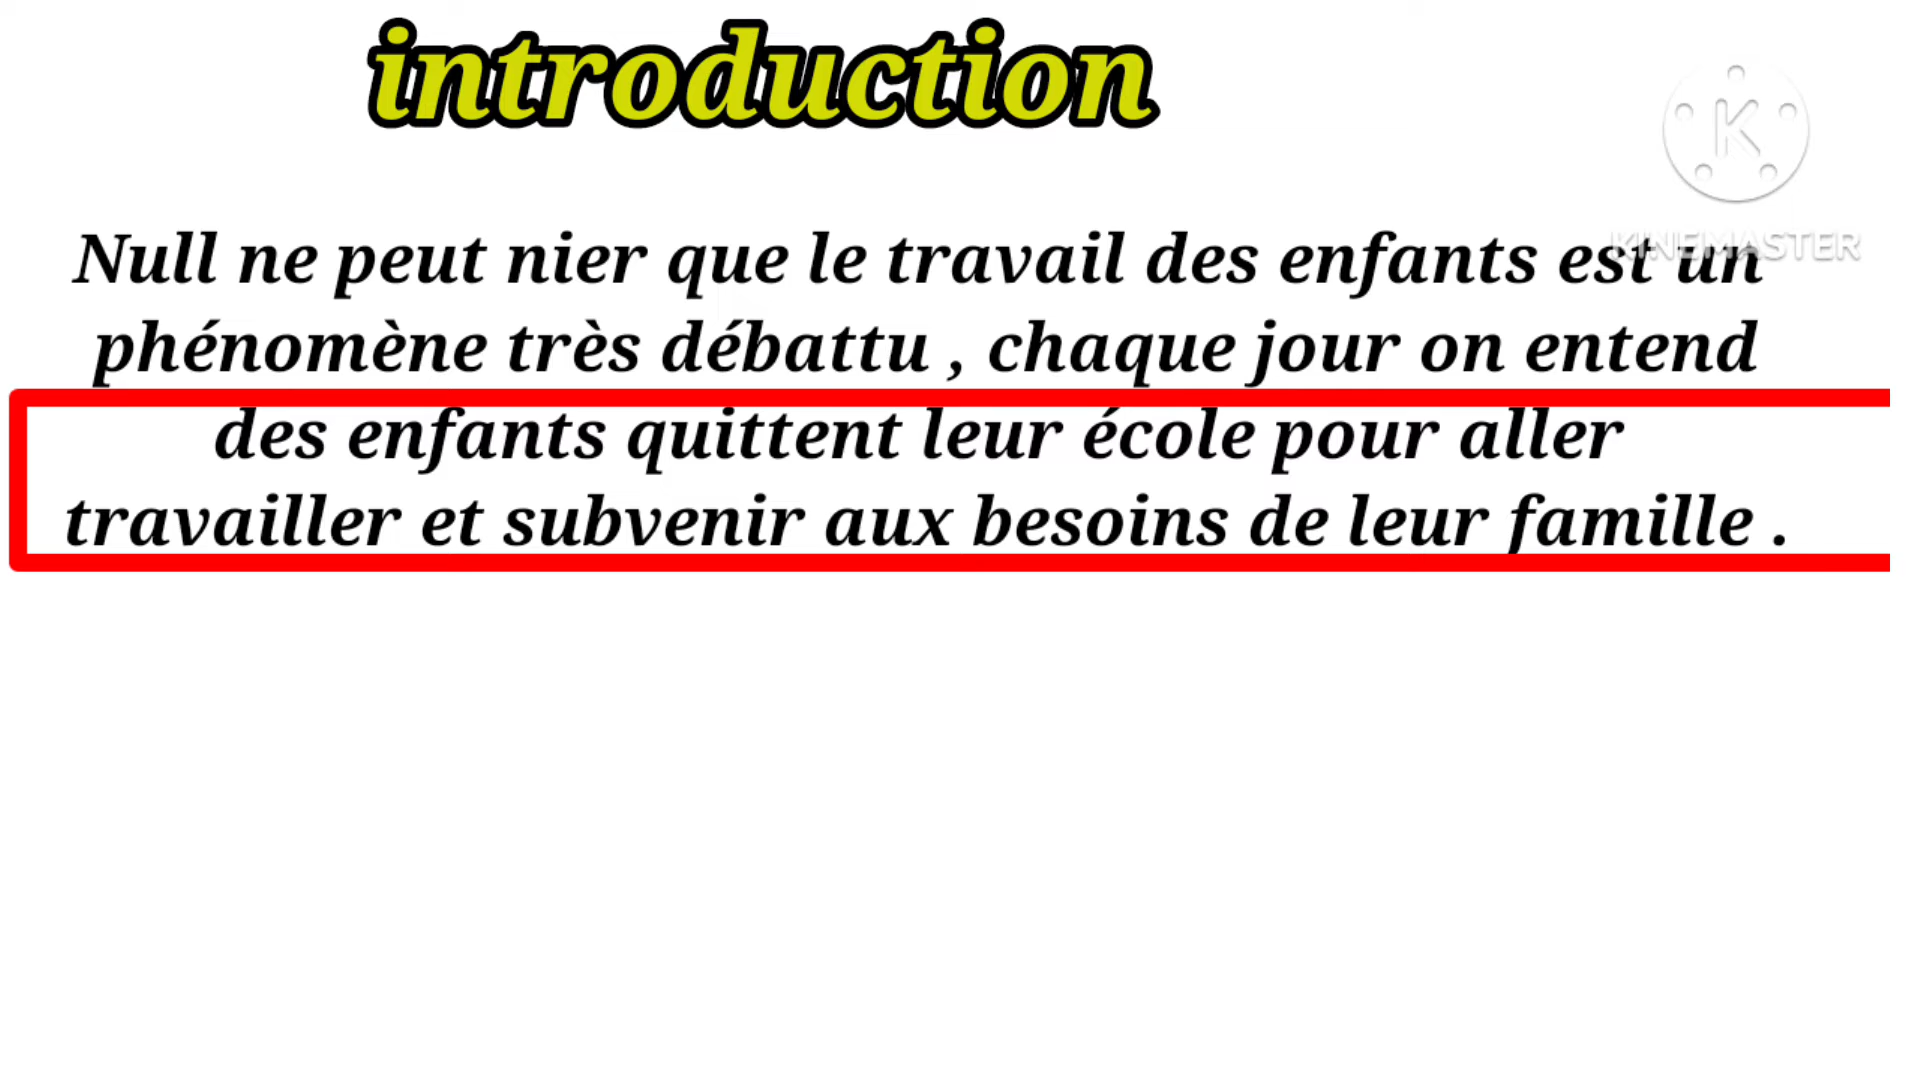 introduction
K
KINEMASTER
Null ne peut nier que le travail des enfants est un
phénomène très débattu , chaque jour on entend
des enfants quittent leur école pour aller
travailler et subvenir aux besoins de leur famille .